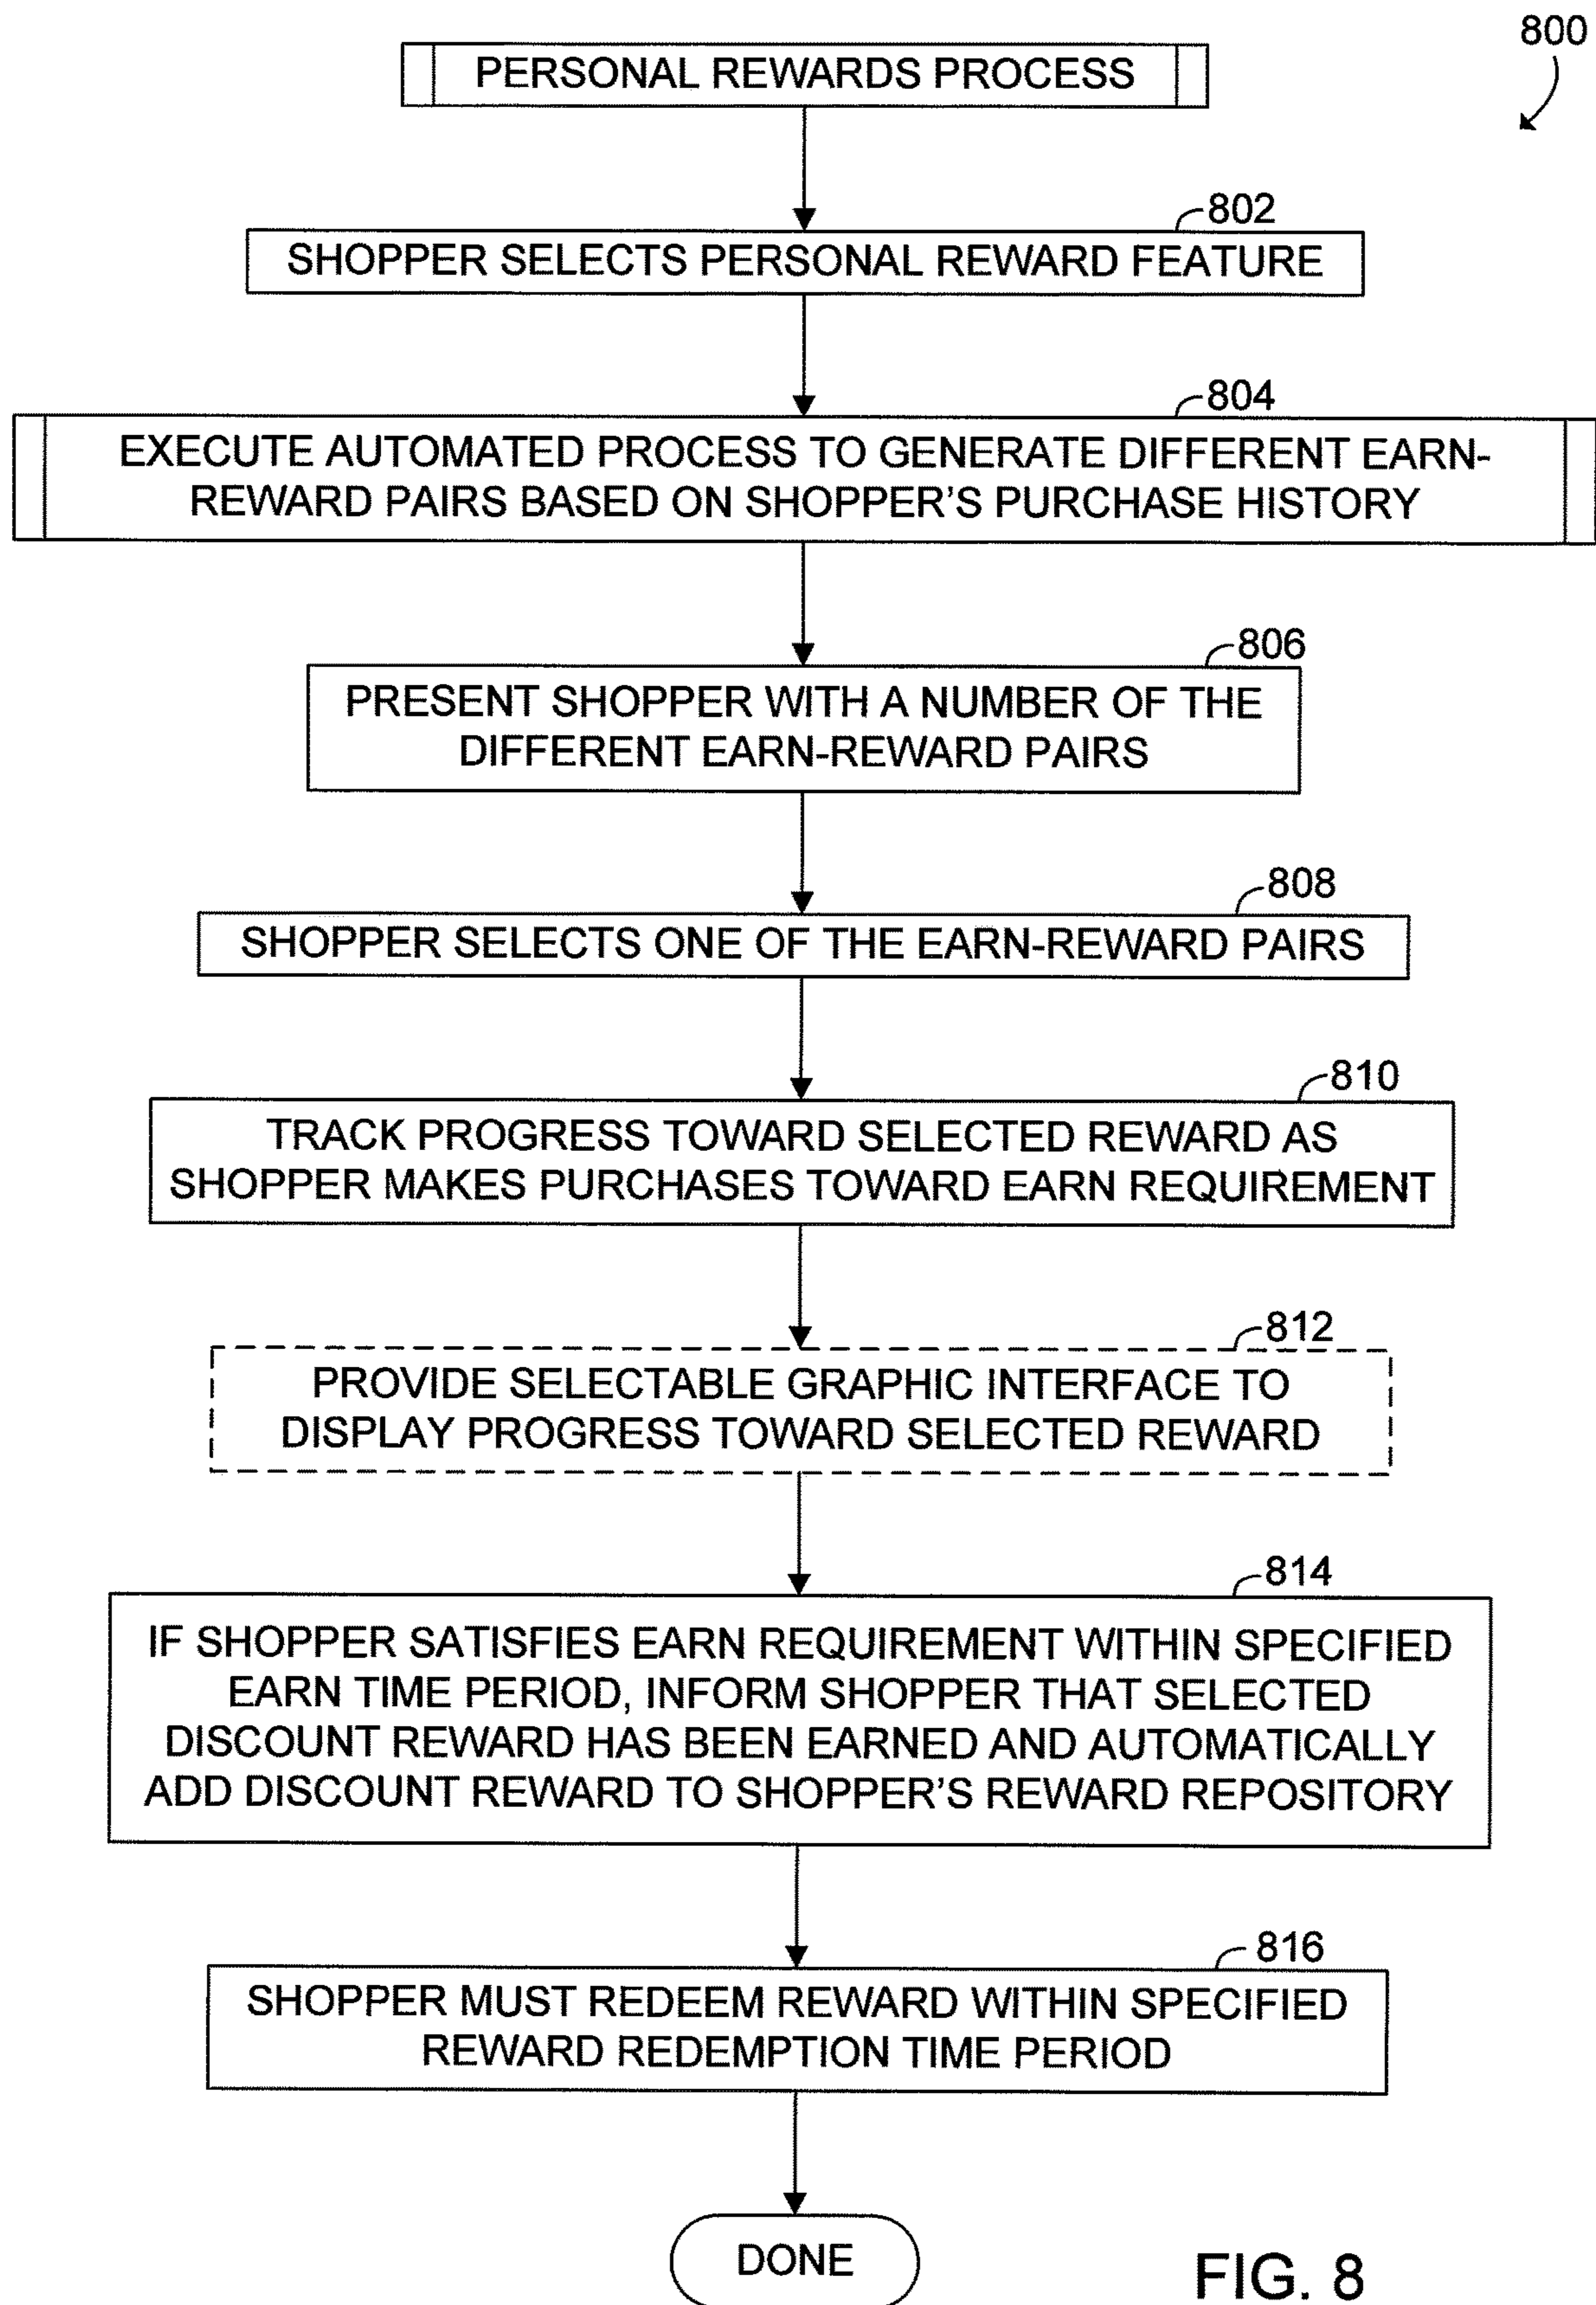 800
PERSONAL REWARDS PROCESS
802
SHOPPER SELECTS PERSONAL REWARD FEATURE
804
EXECUTE AUTOMATED PROCESS TO GENERATE DIFFERENT EARN-
REWARD PAIRS BASED ON SHOPPER'S PURCHASE HISTORY
806
PRESENT SHOPPER WITH A NUMBER OF THE
DIFFERENT EARN-REWARD PAIRS
808
SHOPPER SELECTS ONE OF THE EARN-REWARD PAIRS
810
TRACK PROGRESS TOWARD SELECTED REWARD AS
SHOPPER MAKES PURCHASES TOWARD EARN REQUIREMENT
812
PROVIDE SELECTABLE GRAPHIC INTERFACE TO
DISPLAY PROGRESS TOWARD SELECTED REWARD
814
IF SHOPPER SATISFIES EARN REQUIREMENT WITHIN SPECIFIED
EARN TIME PERIOD, INFORM SHOPPER THAT SELECTED
DISCOUNT REWARD HAS BEEN EARNED AND AUTOMATICALLY
ADD DISCOUNT REWARD TO SHOPPER'S REWARD REPOSITORY
816
SHOPPER MUST REDEEM REWARD WITHIN SPECIFIED
REWARD REDEMPTION TIME PERIOD
DONE
FIG. 8